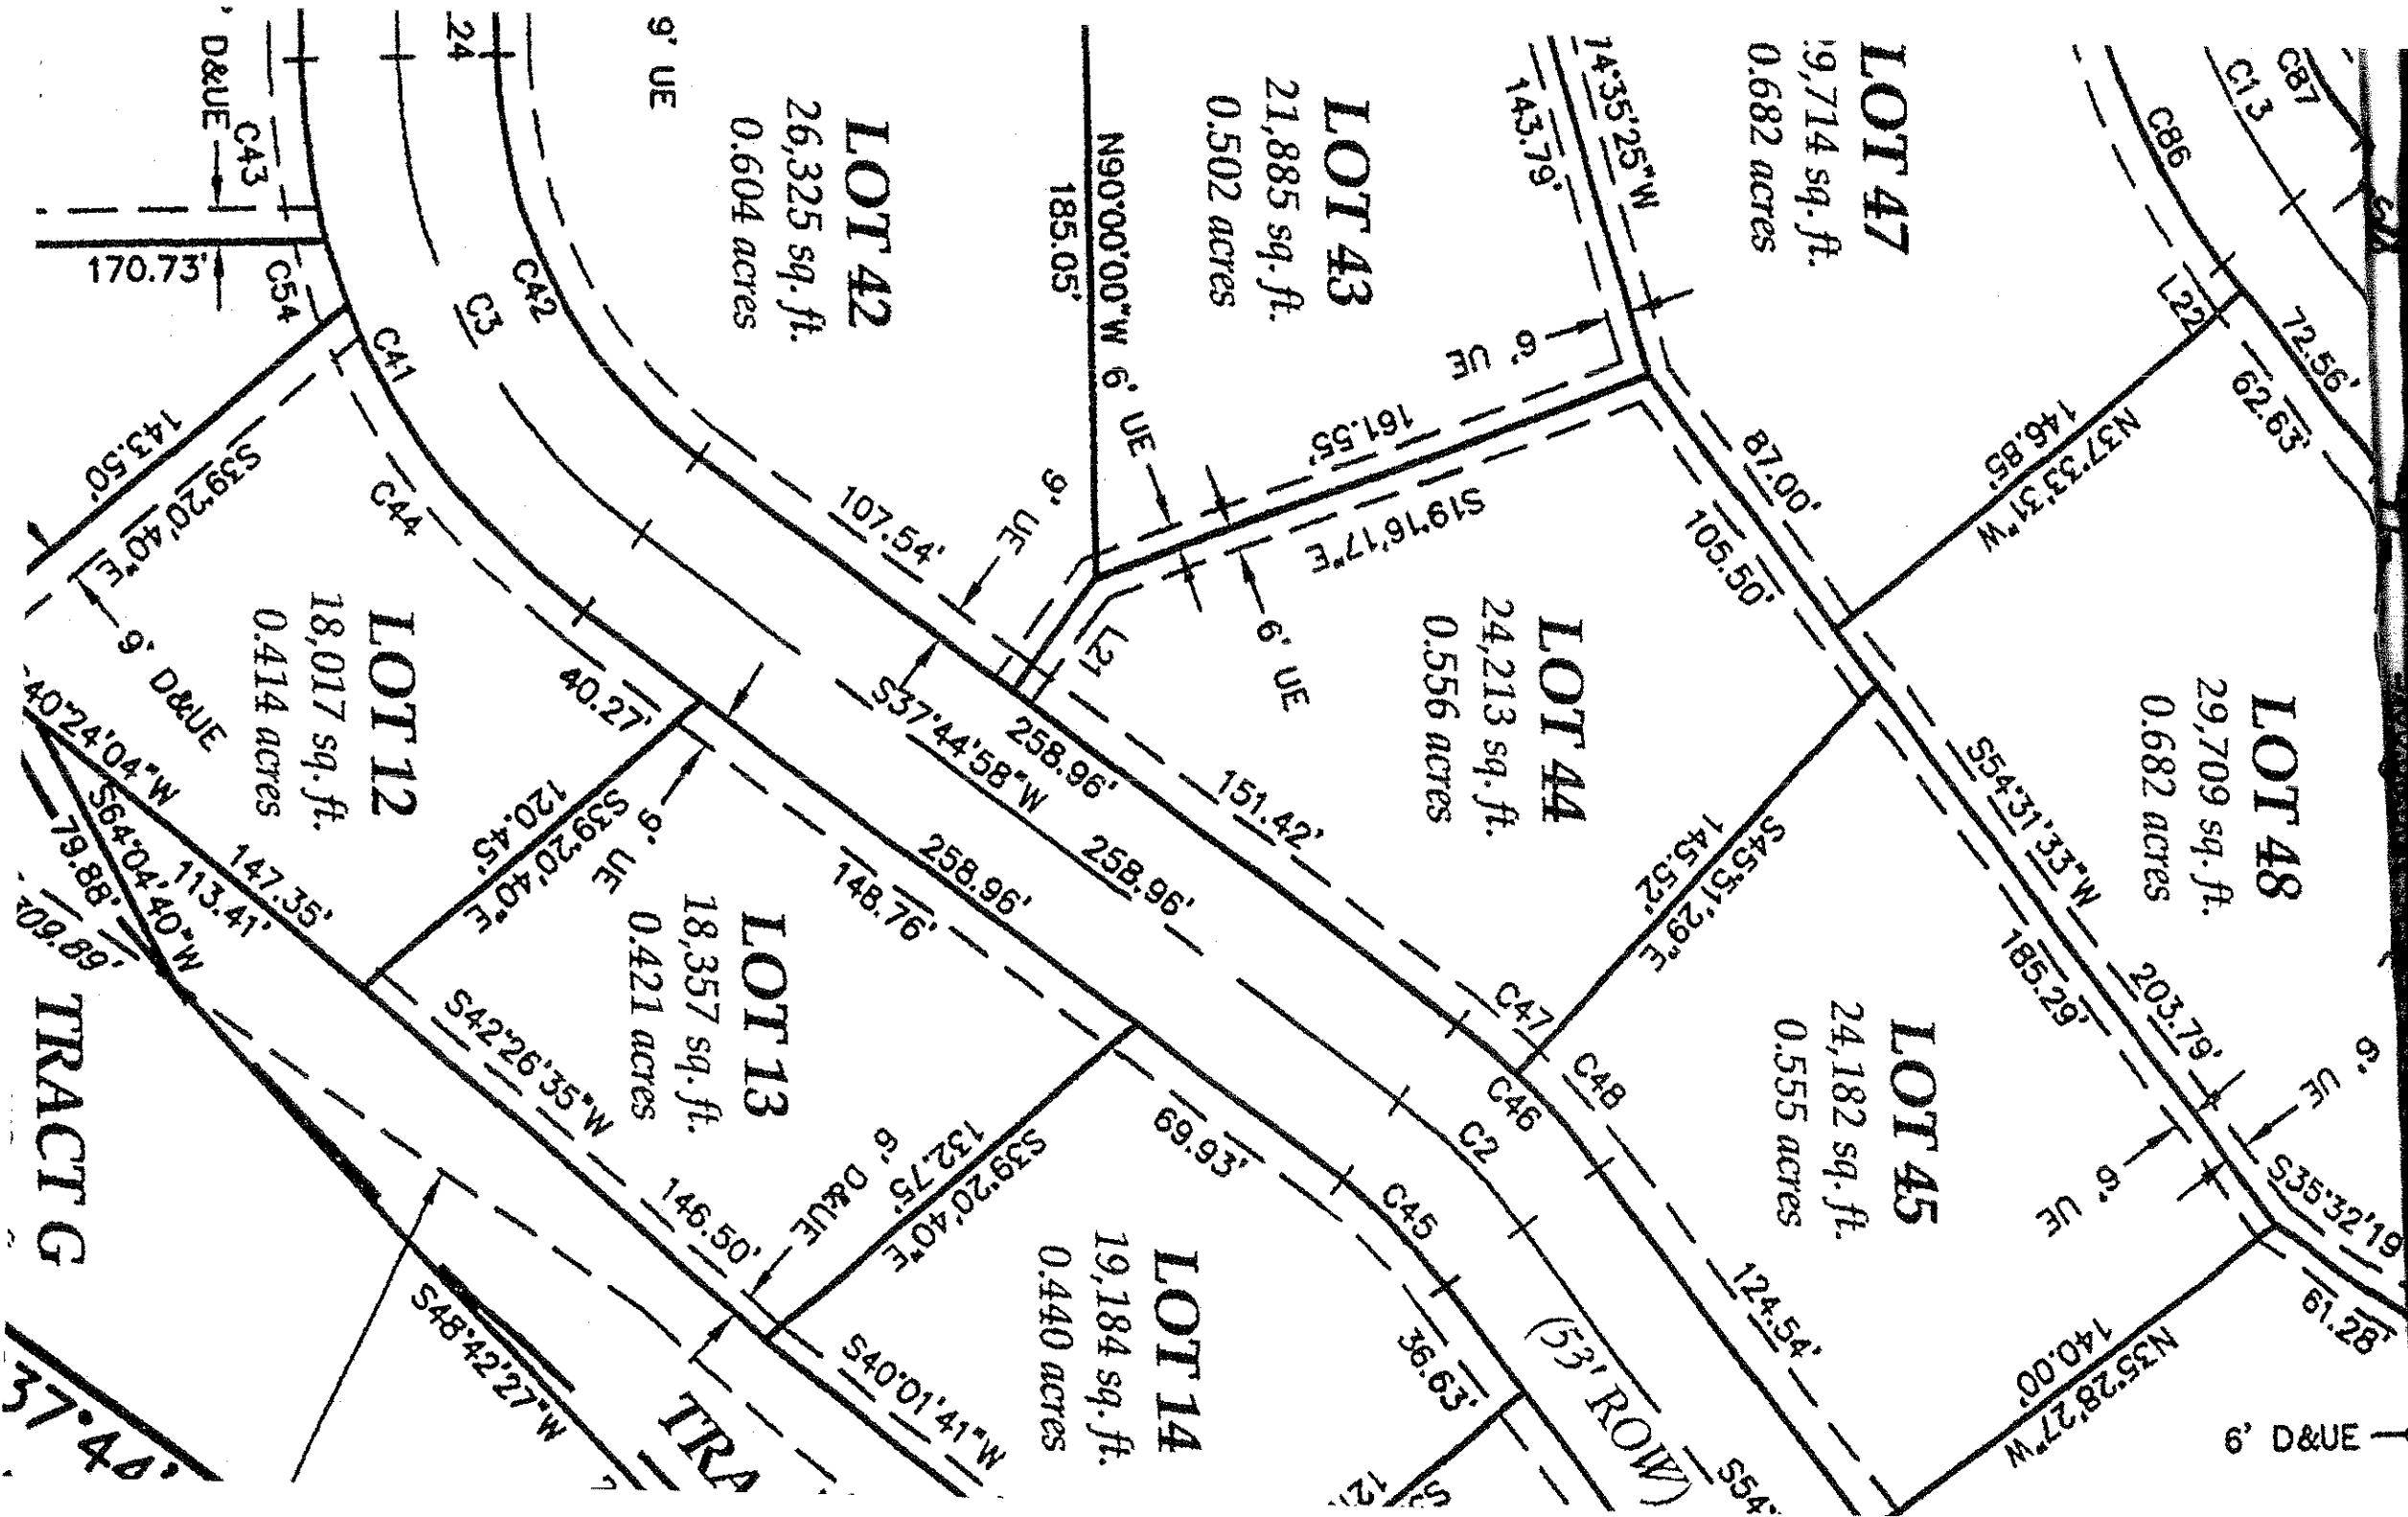 LOT 47
9,714 sq. ft.
0.682 acres
14°35'25"W
143.79'
C86
C13
C87
L22
72.56'
62.63'
N37°33'31"W
146.85'
LOT 43
21,885 sq. ft.
0.502 acres
N90°00'00"W
185.05'
6' UE
6' UE
161.55'
S19°16'17"E
6' UE
87.00'
105.50'
LOT 42
26,325 sq. ft.
0.604 acres
9' UE
24
C42
C3
107.54'
9' UE
D&UE
C43
170.73'
C54
C41
C44
143.50'
S39°20'40"E
9' D&UE
LOT 12
18,017 sq. ft.
0.414 acres
40.27'
40°24'04"W
147.35'
S64°04'40"W
79.88'
113.41'
109.89'
120.45'
S39°20'40"E
9' UE
LOT 44
24,213 sq. ft.
0.556 acres
S37°44'58"W
258.96'
258.96'
258.96'
151.42'
148.76'
S45°51'29"E
145.52'
LOT 48
29,709 sq. ft.
0.682 acres
S54°31'33"W
203.79'
185.29'
6' UE
6' UE
S35°32'19
61.28'
N35°28'27"W
140.00'
6' D&UE
LOT 45
24,182 sq. ft.
0.555 acres
C47
C48
C46
C2
C45
124.54'
LOT 13
18,357 sq. ft.
0.421 acres
S42°26'35"W
146.50'
69.93'
132.75'
S39°20'40"E
6' D&UE
LOT 14
19,184 sq. ft.
0.440 acres
36.63'
(53' ROW)
S54°
S40°01'41"W
S48°42'27"W
TRACT G
TRA
37°44'